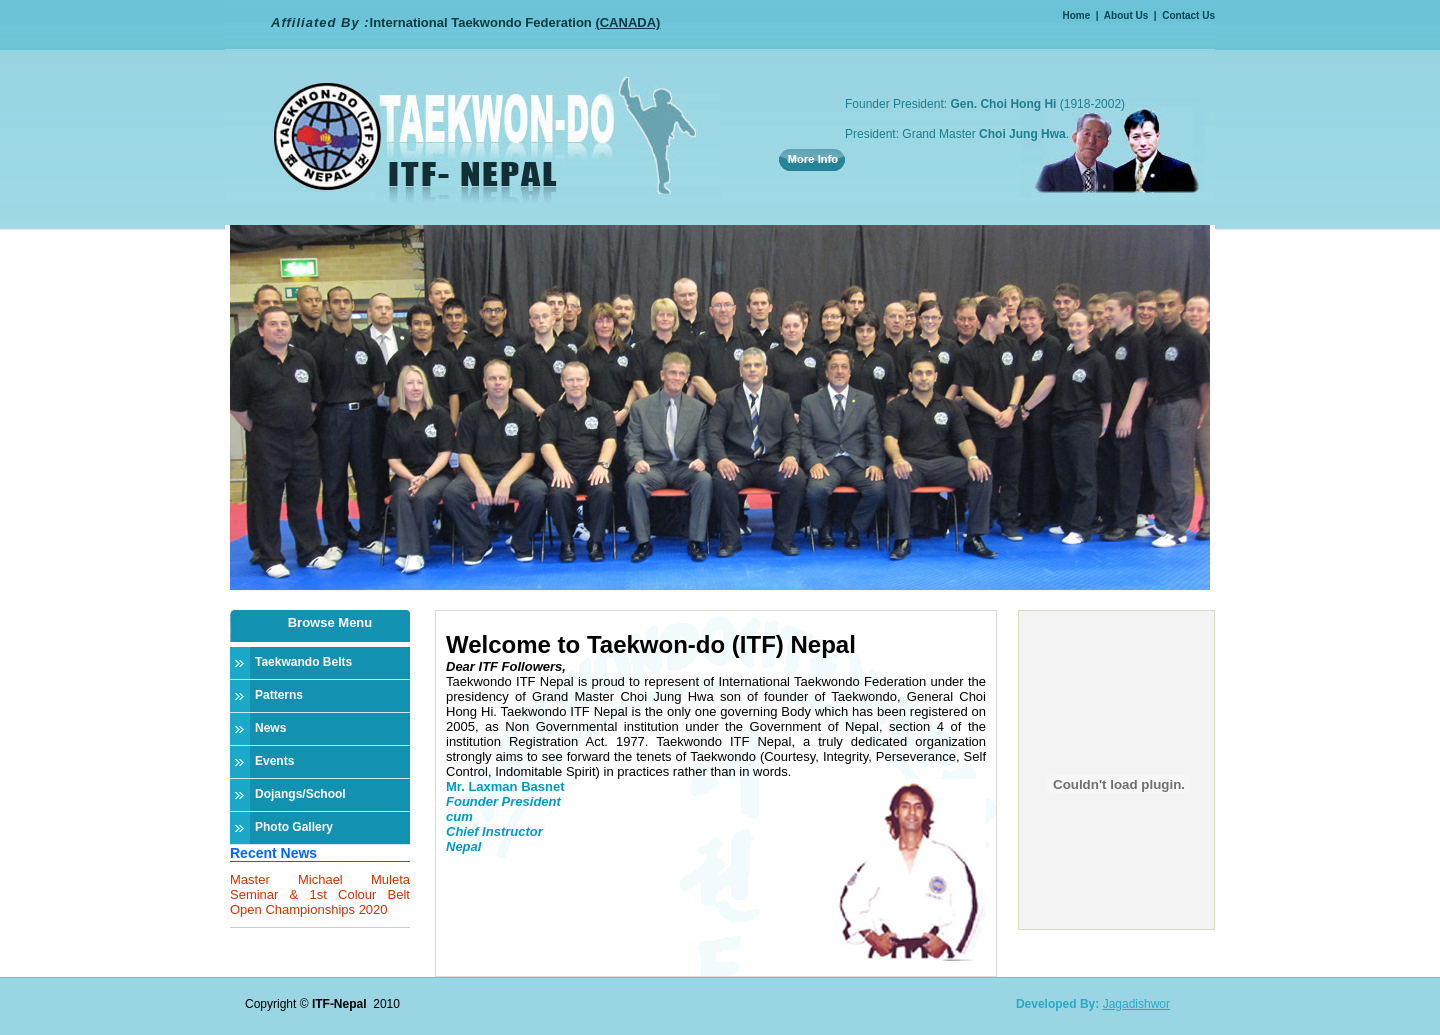 Affiliated By :International Taekwondo Federation (CANADA)
Home | About Us | Contact Us
TAEKWON-DO (ITF)
NEPAL
TAEKWON-DO
ITF- NEPAL
Founder President: Gen. Choi Hong Hi (1918-2002)
President: Grand Master Choi Jung Hwa.
More Info
Browse Menu
Taekwando Belts
Patterns
News
Events
Dojangs/School
Photo Gallery
Recent News
Master Michael Muleta
Seminar & 1st Colour Belt
Open Championships 2020
Welcome to Taekwon-do (ITF) Nepal
Dear ITF Followers,
Taekwondo ITF Nepal is proud to represent of International Taekwondo Federation under the
presidency of Grand Master Choi Jung Hwa son of founder of Taekwondo, General Choi
Hong Hi. Taekwondo ITF Nepal is the only one governing Body which has been registered on
2005, as Non Governmental institution under the Government of Nepal, section 4 of the
institution Registration Act. 1977. Taekwondo ITF Nepal, a truly dedicated organization
strongly aims to see forward the tenets of Taekwondo (Courtesy, Integrity, Perseverance, Self
Control, Indomitable Spirit) in practices rather than in words.
Mr. Laxman Basnet
Founder President
cum
Chief Instructor
Nepal
Couldn't load plugin.
Copyright © ITF-Nepal 2010
Developed By: Jagadishwor